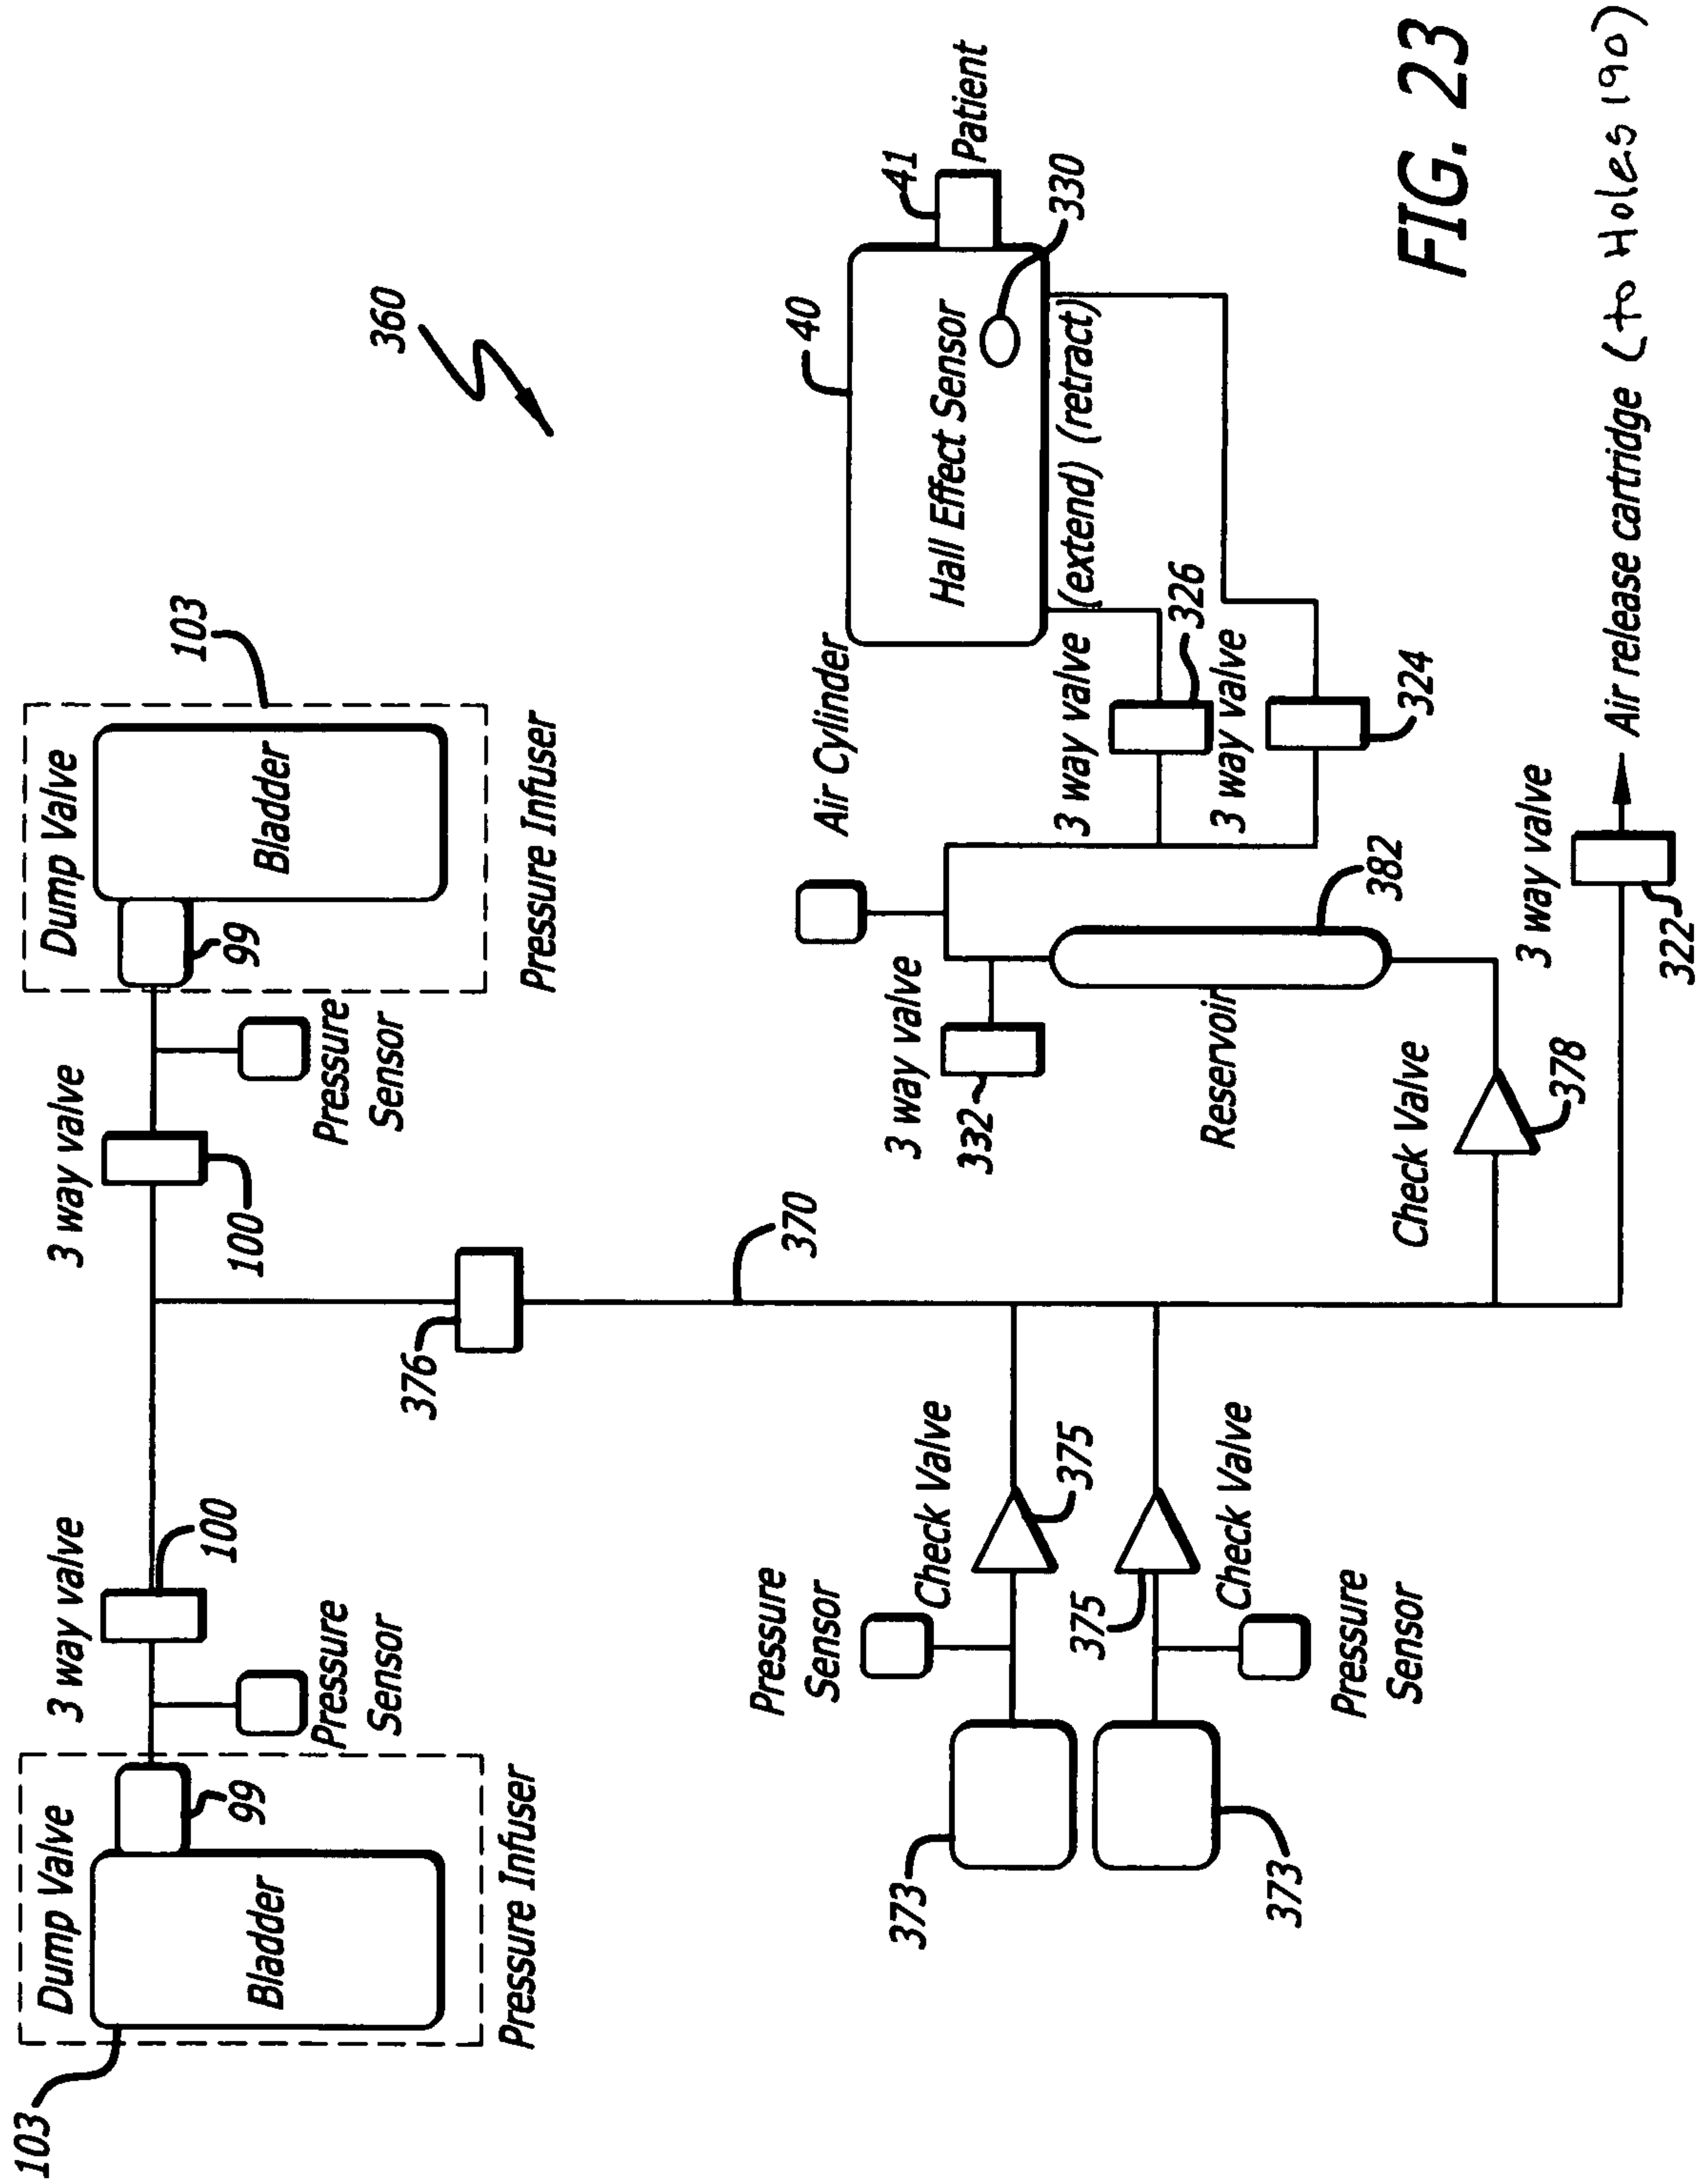 103
Dump Valve
Bladder
99
Pressure Infuser
3 way valve
100
Pressure
Sensor
3 way valve
100
Pressure
Sensor
Dump Valve
Bladder
99
Pressure Infuser
103
360
376
370
373
373
Pressure
Sensor
Check Valve
375
375
Check Valve
Pressure
Sensor
3 way valve
332
Reservoir
382
Check Valve
378
Air Cylinder
40
Hall Effect Sensor
330
41
Patient
(extend) (retract)
3 way valve
326
3 way valve
324
3 way valve
322
Air release cartridge (to Holes 190)
FIG. 23